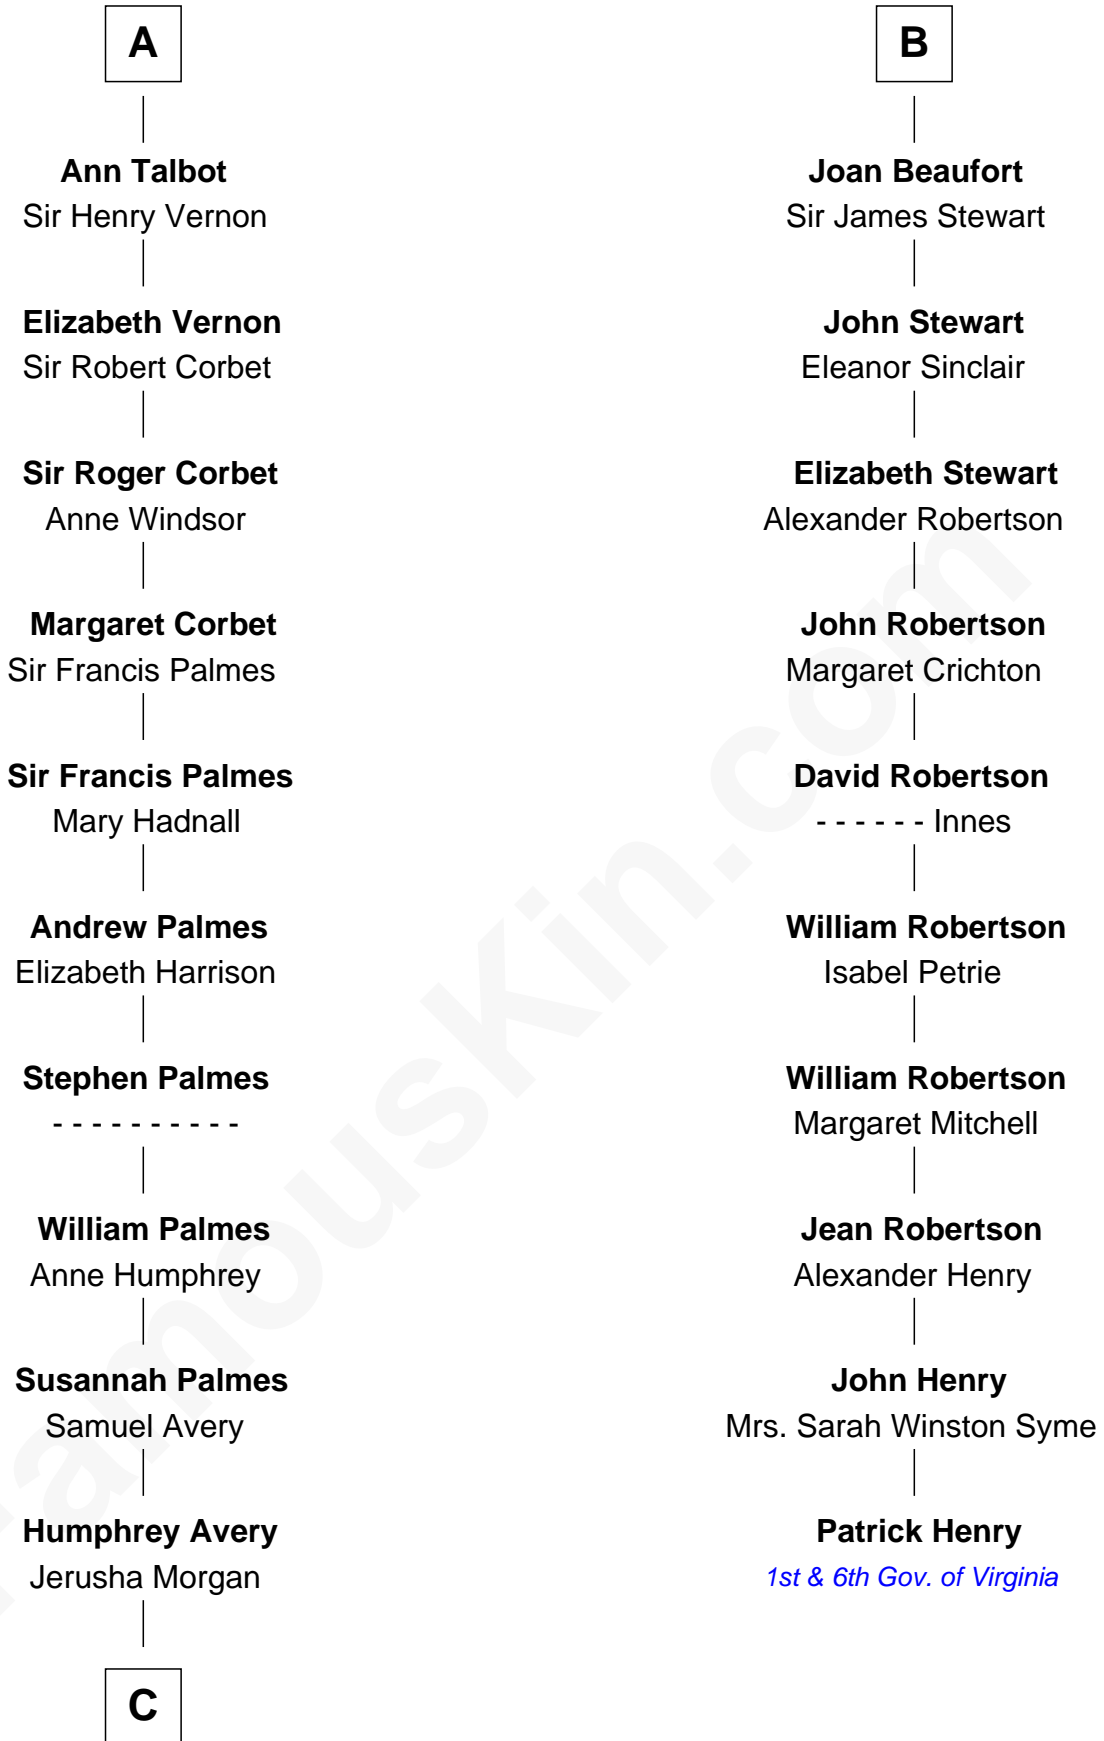 A
Ann Talbot
Sir Henry Vernon
Elizabeth Vernon
Sir Robert Corbet
Sir Roger Corbet
Anne Windsor
Margaret Corbet
Sir Francis Palmes
Sir Francis Palmes
Mary Hadnall
Andrew Palmes
Elizabeth Harrison
Stephen Palmes
- - - - - - - - - -
William Palmes
Anne Humphrey
Susannah Palmes
Samuel Avery
Humphrey Avery
Jerusha Morgan
C
B
Joan Beaufort
Sir James Stewart
John Stewart
Eleanor Sinclair
Elizabeth Stewart
Alexander Robertson
John Robertson
Margaret Crichton
David Robertson
- - - - - - Innes
William Robertson
Isabel Petrie
William Robertson
Margaret Mitchell
Jean Robertson
Alexander Henry
John Henry
Mrs. Sarah Winston Syme
Patrick Henry
1st & 6th Gov. of Virginia
FamousKin.com